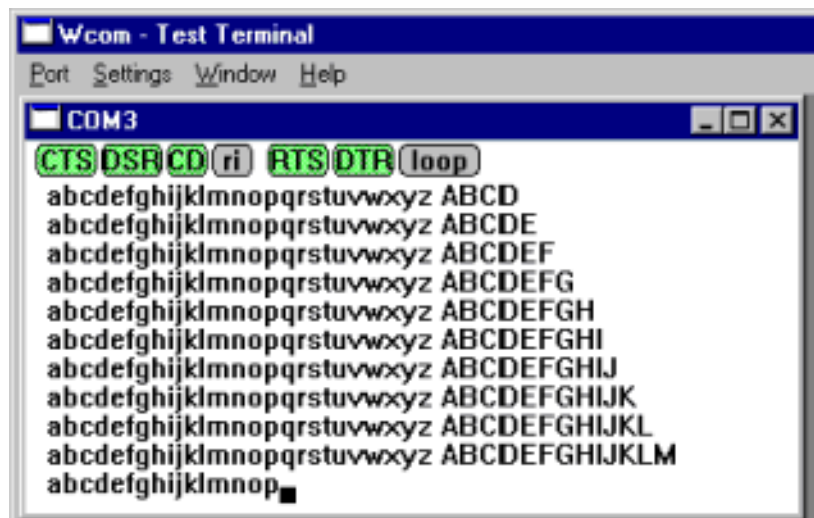 Wcom - Test Terminal
Port Settings Window Help
COM3
CTS DSR CD ri RTS DTR loop
abcdefghijklmnopqrstuvwxyz ABCD
abcdefghijklmnopqrstuvwxyz ABCDE
abcdefghijklmnopqrstuvwxyz ABCDEF
abcdefghijklmnopqrstuvwxyz ABCDEFG
abcdefghijklmnopqrstuvwxyz ABCDEFGH
abcdefghijklmnopqrstuvwxyz ABCDEFGHI
abcdefghijklmnopqrstuvwxyz ABCDEFGHIJ
abcdefghijklmnopqrstuvwxyz ABCDEFGHIJK
abcdefghijklmnopqrstuvwxyz ABCDEFGHIJKL
abcdefghijklmnopqrstuvwxyz ABCDEFGHIJKLM
abcdefghijklmnop